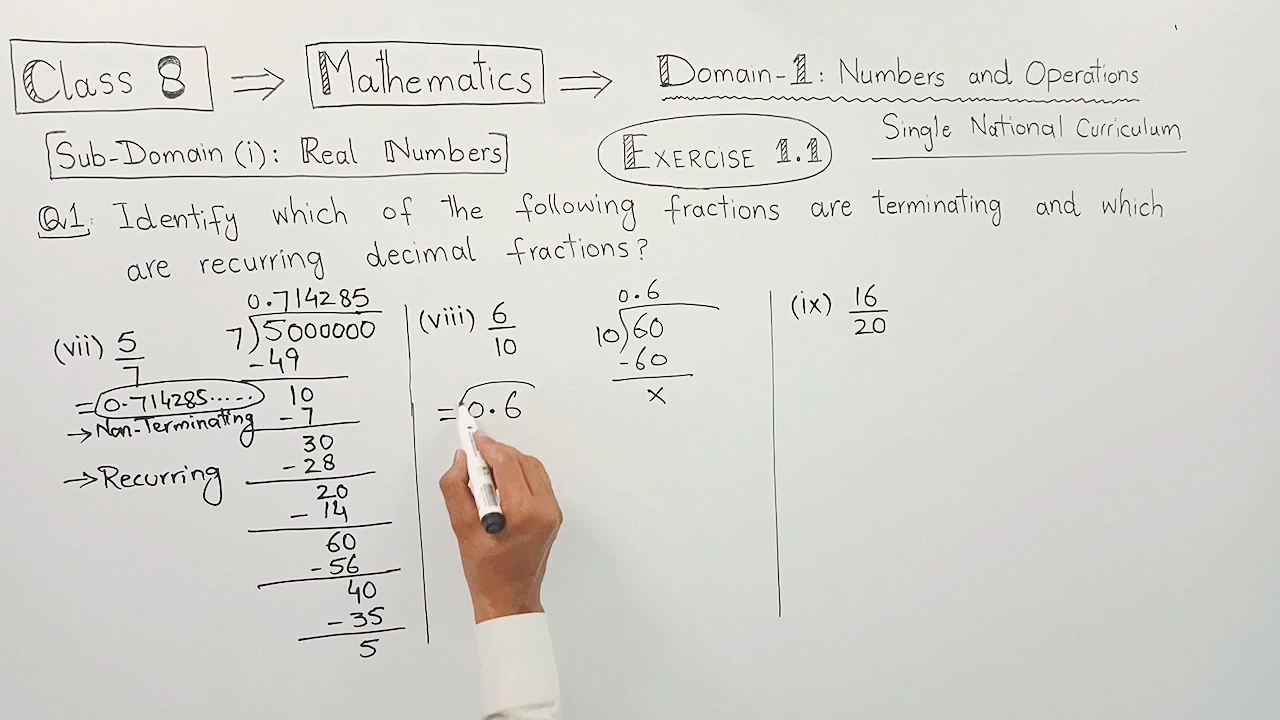 Class 8 ⇒ Mathematics ⇒ Domain-1: Numbers and Operations
Sub-Domain (i): Real Numbers
EXERCISE 1.1
Single National Curriculum
Q1: Identify which of the following fractions are terminating and which
are recurring decimal fractions?
(vii) 5/7
= 0.714285.....
→ Non-Terminating
→ Recurring
0.714285
7)5000000
-49
10
-7
30
-28
20
-14
60
-56
40
-35
5
(viii) 6/10
= 0.6
0.6
10)60
-60
x
(ix) 16/20